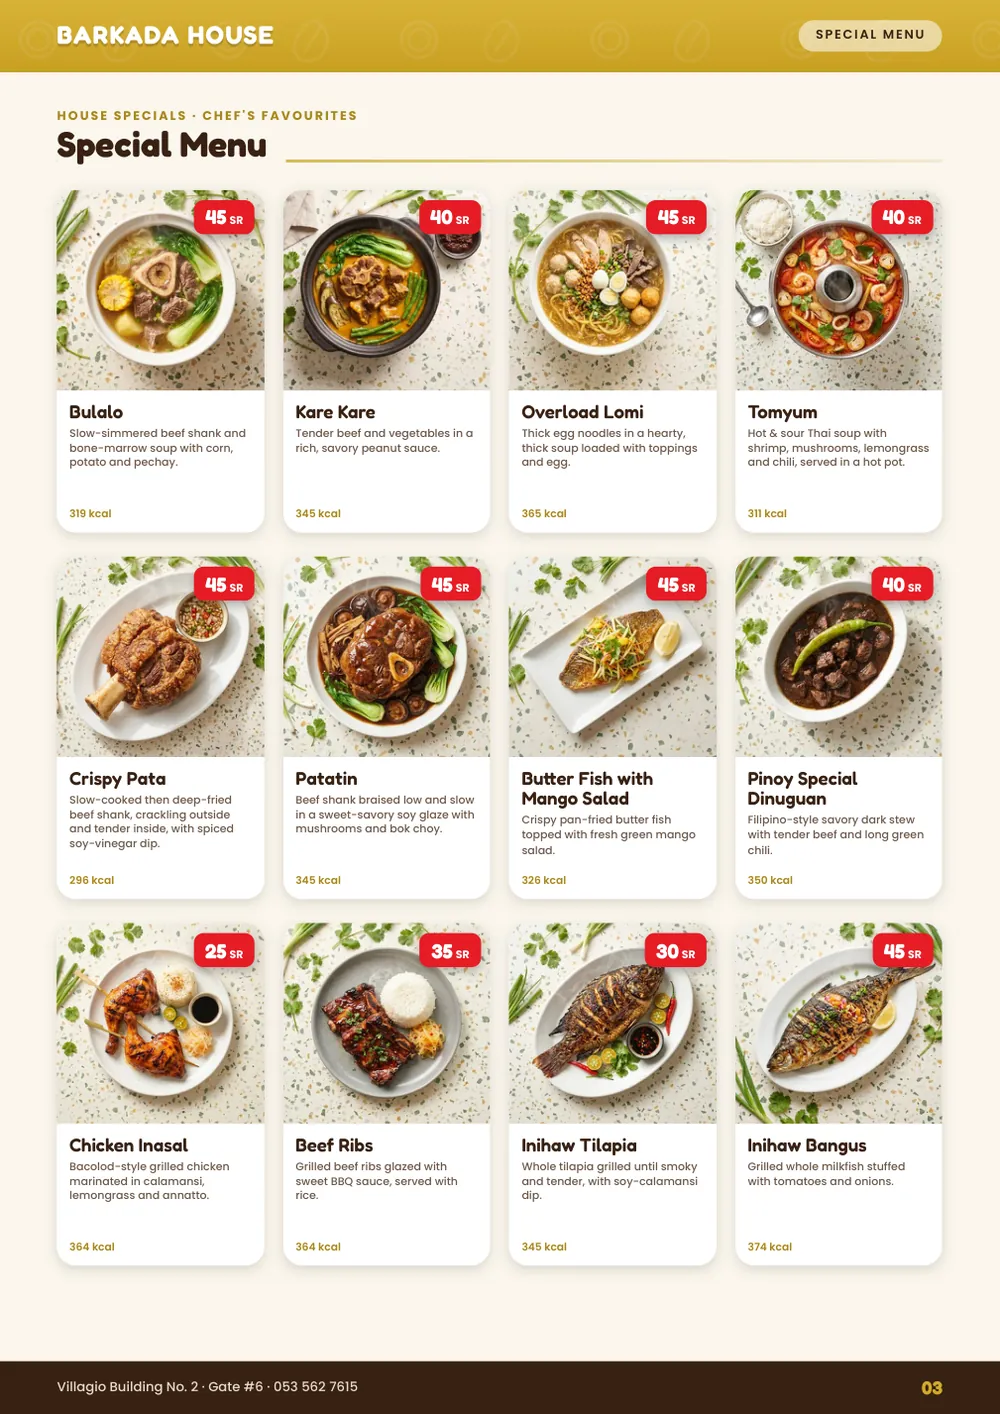 BARKADA HOUSE
SPECIAL MENU
HOUSE SPECIALS · CHEF'S FAVOURITES
Special Menu
45 SR
Bulalo
Slow-simmered beef shank and
bone-marrow soup with corn,
potato and pechay.
319 kcal
40 SR
Kare Kare
Tender beef and vegetables in a
rich, savory peanut sauce.
345 kcal
45 SR
Overload Lomi
Thick egg noodles in a hearty,
thick soup loaded with toppings
and egg.
365 kcal
40 SR
Tomyum
Hot & sour Thai soup with
shrimp, mushrooms, lemongrass
and chili, served in a hot pot.
311 kcal
45 SR
Crispy Pata
Slow-cooked then deep-fried
beef shank, crackling outside
and tender inside, with spiced
soy-vinegar dip.
296 kcal
45 SR
Patatin
Beef shank braised low and slow
in a sweet-savory soy glaze with
mushrooms and bok choy.
345 kcal
45 SR
Butter Fish with
Mango Salad
Crispy pan-fried butter fish
topped with fresh green mango
salad.
326 kcal
40 SR
Pinoy Special
Dinuguan
Filipino-style savory dark stew
with tender beef and long green
chili.
350 kcal
25 SR
Chicken Inasal
Bacolod-style grilled chicken
marinated in calamansi,
lemongrass and annatto.
364 kcal
35 SR
Beef Ribs
Grilled beef ribs glazed with
sweet BBQ sauce, served with
rice.
364 kcal
30 SR
Inihaw Tilapia
Whole tilapia grilled until smoky
and tender, with soy-calamansi
dip.
345 kcal
45 SR
Inihaw Bangus
Grilled whole milkfish stuffed
with tomatoes and onions.
374 kcal
Villagio Building No. 2 · Gate #6 · 053 562 7615
03